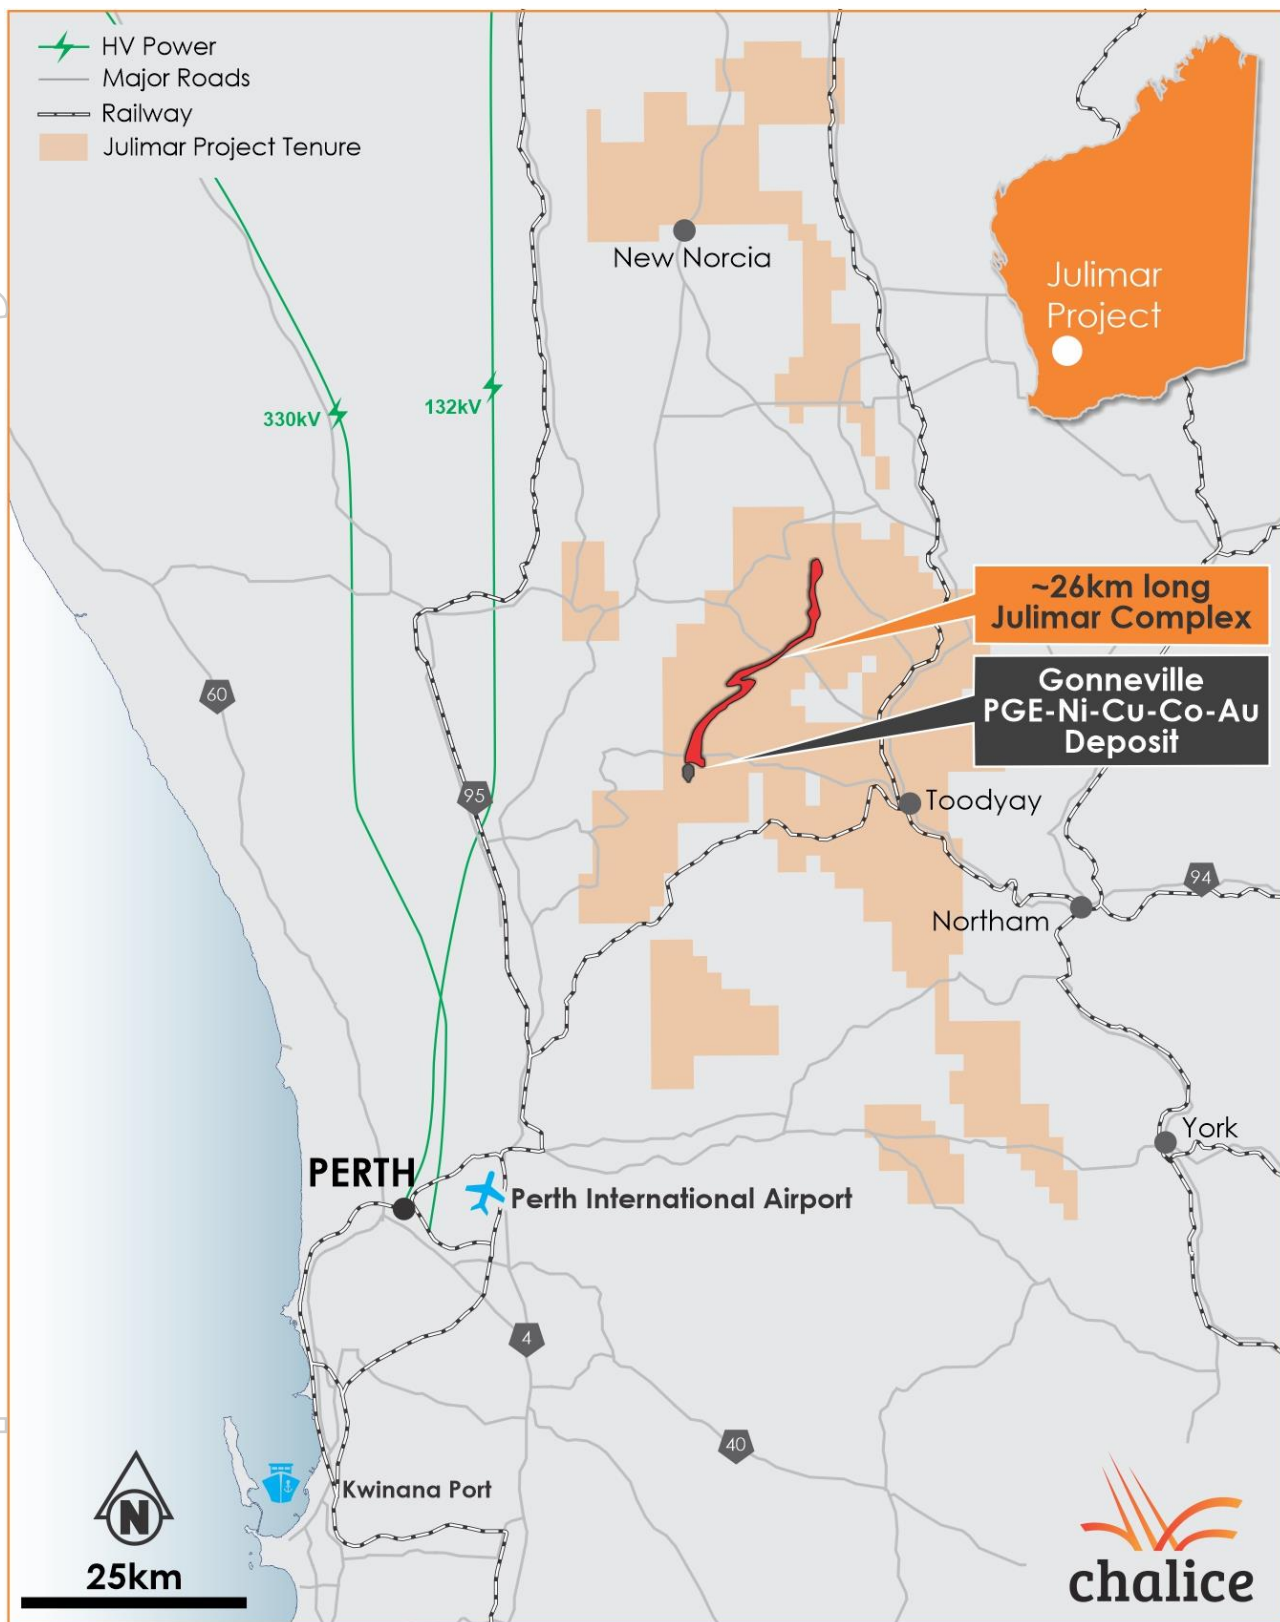 HV Power
Major Roads
Railway
Julimar Project Tenure
New Norcia
Julimar
Project
330kV
132kV
~26km long
Julimar Complex
Gonneville
PGE-Ni-Cu-Co-Au
Deposit
60
95
Toodyay
94
Northam
York
PERTH
Perth International Airport
4
40
Kwinana Port
N
25km
chalice